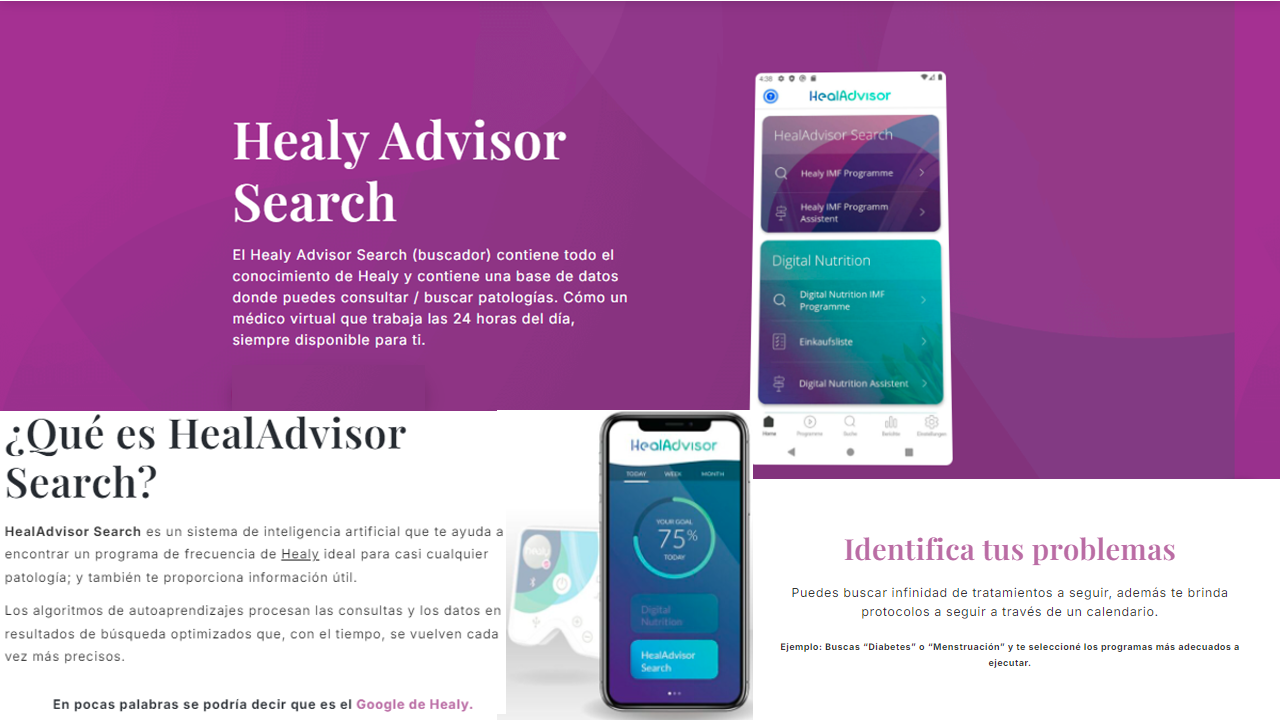 Healy Advisor
Search
El Healy Advisor Search (buscador) contiene todo el
conocimiento de Healy y contiene una base de datos
donde puedes consultar / buscar patologías. Cómo un
médico virtual que trabaja las 24 horas del día,
siempre disponible para ti.
4:38
HealAdvisor
HealAdvisor Search
Healy IMF Programme
Healy IMF Programm
Assistent
Digital Nutrition
Digital Nutrition IMF
Programme
Einkaufsliste
Digital Nutrition Assistent
Home
Programme
Suche
Berichte
Einstellungen
¿Qué es HealAdvisor
Search?
HealAdvisor Search es un sistema de inteligencia artificial que te ayuda a
encontrar un programa de frecuencia de Healy ideal para casi cualquier
patología; y también te proporciona información útil.
Los algoritmos de autoaprendizajes procesan las consultas y los datos en
resultados de búsqueda optimizados que, con el tiempo, se vuelven cada
vez más precisos.
En pocas palabras se podría decir que es el Google de Healy.
healy
HealAdvisor
TODAY WEEK MONTH
YOUR GOAL
75%
TODAY
Digital
Nutrition
HealAdvisor
Search
Identifica tus problemas
Puedes buscar infinidad de tratamientos a seguir, además te brinda
protocolos a seguir a través de un calendario.
Ejemplo: Buscas “Diabetes” o “Menstruación” y te seleccioné los programas más adecuados a
ejecutar.